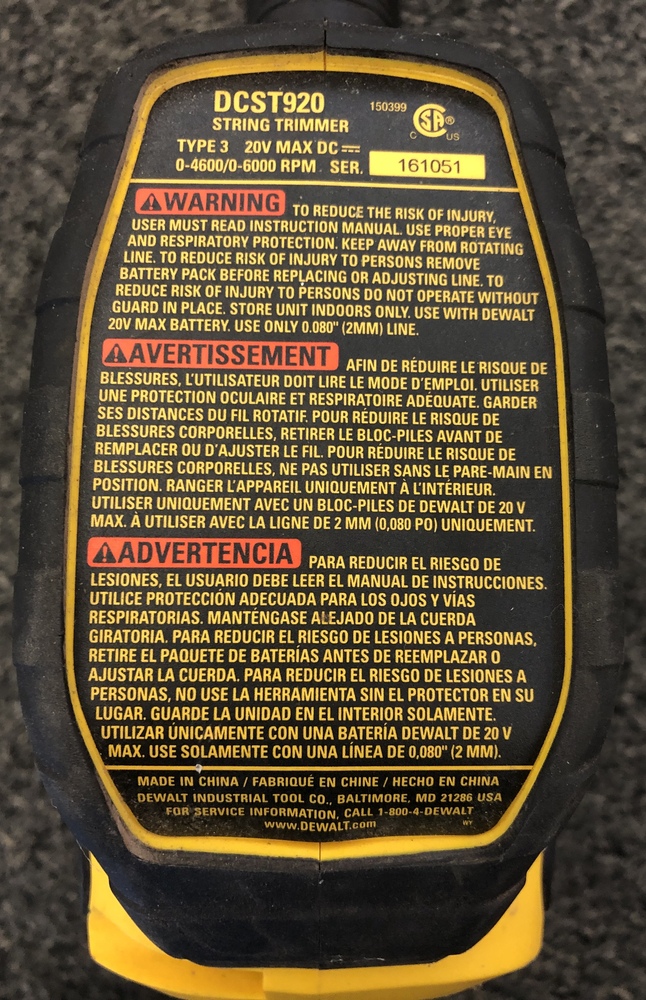 DCST920 150399
STRING TRIMMER
SA® C US
TYPE 3 20V MAX DC
0-4600/0-6000 RPM SER. 161051
WARNING TO REDUCE THE RISK OF INJURY,
USER MUST READ INSTRUCTION MANUAL. USE PROPER EYE
AND RESPIRATORY PROTECTION. KEEP AWAY FROM ROTATING
LINE. TO REDUCE RISK OF INJURY TO PERSONS REMOVE
BATTERY PACK BEFORE REPLACING OR ADJUSTING LINE. TO
REDUCE RISK OF INJURY TO PERSONS DO NOT OPERATE WITHOUT
GUARD IN PLACE. STORE UNIT INDOORS ONLY. USE WITH DEWALT
20V MAX BATTERY. USE ONLY 0.080" (2MM) LINE.
AVERTISSEMENT AFIN DE RÉDUIRE LE RISQUE DE
BLESSURES, L'UTILISATEUR DOIT LIRE LE MODE D'EMPLOI. UTILISER
UNE PROTECTION OCULAIRE ET RESPIRATOIRE ADÉQUATE. GARDER
SES DISTANCES DU FIL ROTATIF. POUR RÉDUIRE LE RISQUE DE
BLESSURES CORPORELLES, RETIRER LE BLOC-PILES AVANT DE
REMPLACER OU D'AJUSTER LE FIL. POUR RÉDUIRE LE RISQUE DE
BLESSURES CORPORELLES, NE PAS UTILISER SANS LE PARE-MAIN EN
POSITION. RANGER L'APPAREIL UNIQUEMENT À L'INTÉRIEUR.
UTILISER UNIQUEMENT AVEC UN BLOC-PILES DE DEWALT DE 20 V
MAX. À UTILISER AVEC LA LIGNE DE 2 MM (0,080 PO) UNIQUEMENT.
ADVERTENCIA PARA REDUCIR EL RIESGO DE
LESIONES, EL USUARIO DEBE LEER EL MANUAL DE INSTRUCCIONES.
UTILICE PROTECCIÓN ADECUADA PARA LOS OJOS Y VÍAS
RESPIRATORIAS. MANTÉNGASE ALEJADO DE LA CUERDA
GIRATORIA. PARA REDUCIR EL RIESGO DE LESIONES A PERSONAS,
RETIRE EL PAQUETE DE BATERÍAS ANTES DE REEMPLAZAR O
AJUSTAR LA CUERDA. PARA REDUCIR EL RIESGO DE LESIONES A
PERSONAS, NO USE LA HERRAMIENTA SIN EL PROTECTOR EN SU
LUGAR. GUARDE LA UNIDAD EN EL INTERIOR SOLAMENTE.
UTILIZAR ÚNICAMENTE CON UNA BATERÍA DEWALT DE 20 V
MAX. USE SOLAMENTE CON UNA LÍNEA DE 0,080" (2 MM).
MADE IN CHINA / FABRIQUÉ EN CHINE / HECHO EN CHINA
DEWALT INDUSTRIAL TOOL CO., BALTIMORE, MD 21286 USA
FOR SERVICE INFORMATION, CALL 1-800-4-DEWALT
www.DEWALT.com WY